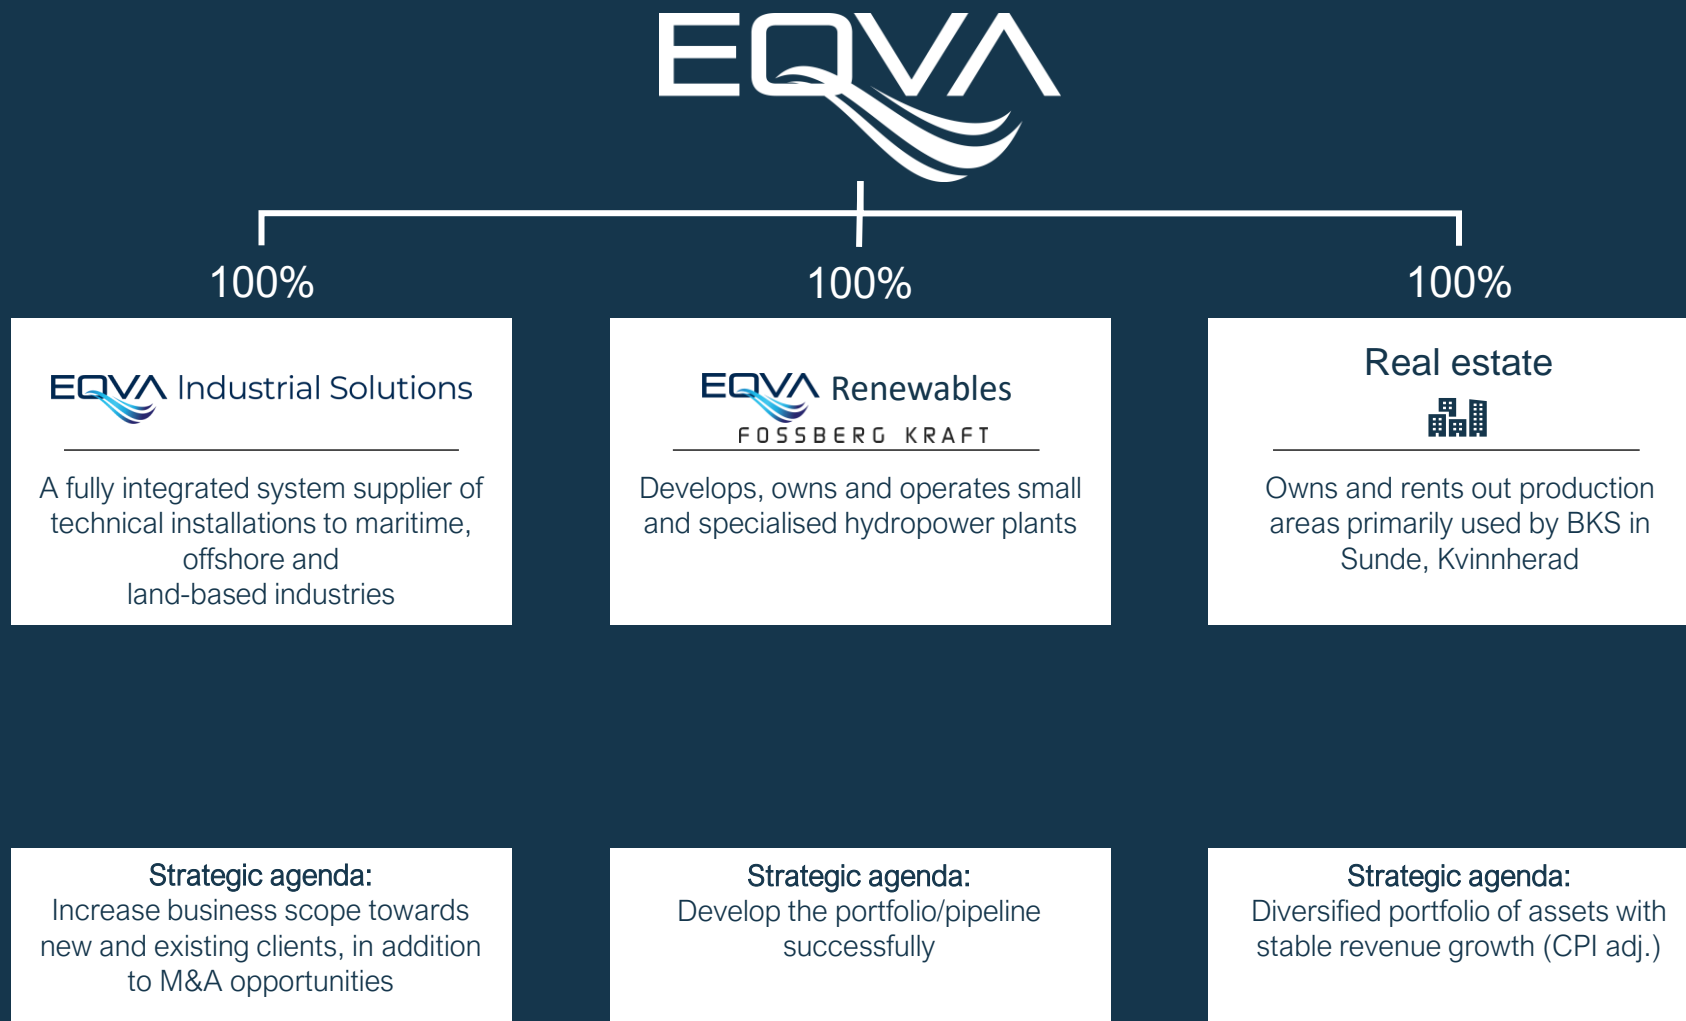 EQVA
100%
100%
100%
EQVA Industrial Solutions
A fully integrated system supplier of
technical installations to maritime,
offshore and
land-based industries
EQVA Renewables
FOSSBERG KRAFT
Develops, owns and operates small
and specialised hydropower plants
Real estate
Owns and rents out production
areas primarily used by BKS in
Sunde, Kvinnherad
Strategic agenda:
Increase business scope towards
new and existing clients, in addition
to M&A opportunities
Strategic agenda:
Develop the portfolio/pipeline
successfully
Strategic agenda:
Diversified portfolio of assets with
stable revenue growth (CPI adj.)